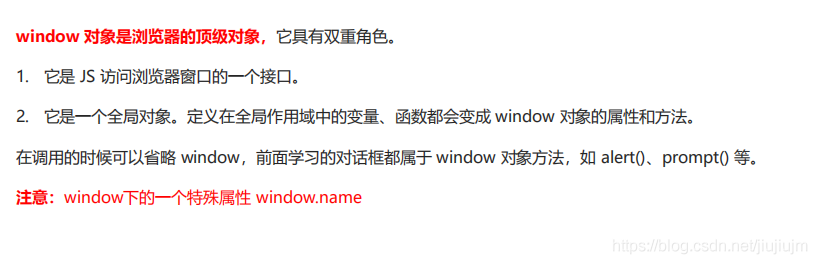 window 对象是浏览器的顶级对象，它具有双重角色。
1. 它是 JS 访问浏览器窗口的一个接口。
2. 它是一个全局对象。定义在全局作用域中的变量、函数都会变成 window 对象的属性和方法。
在调用的时候可以省略 window，前面学习的对话框都属于 window 对象方法，如 alert()、prompt() 等。
注意：window下的一个特殊属性 window.name
https://blog.csdn.net/jiujiujm